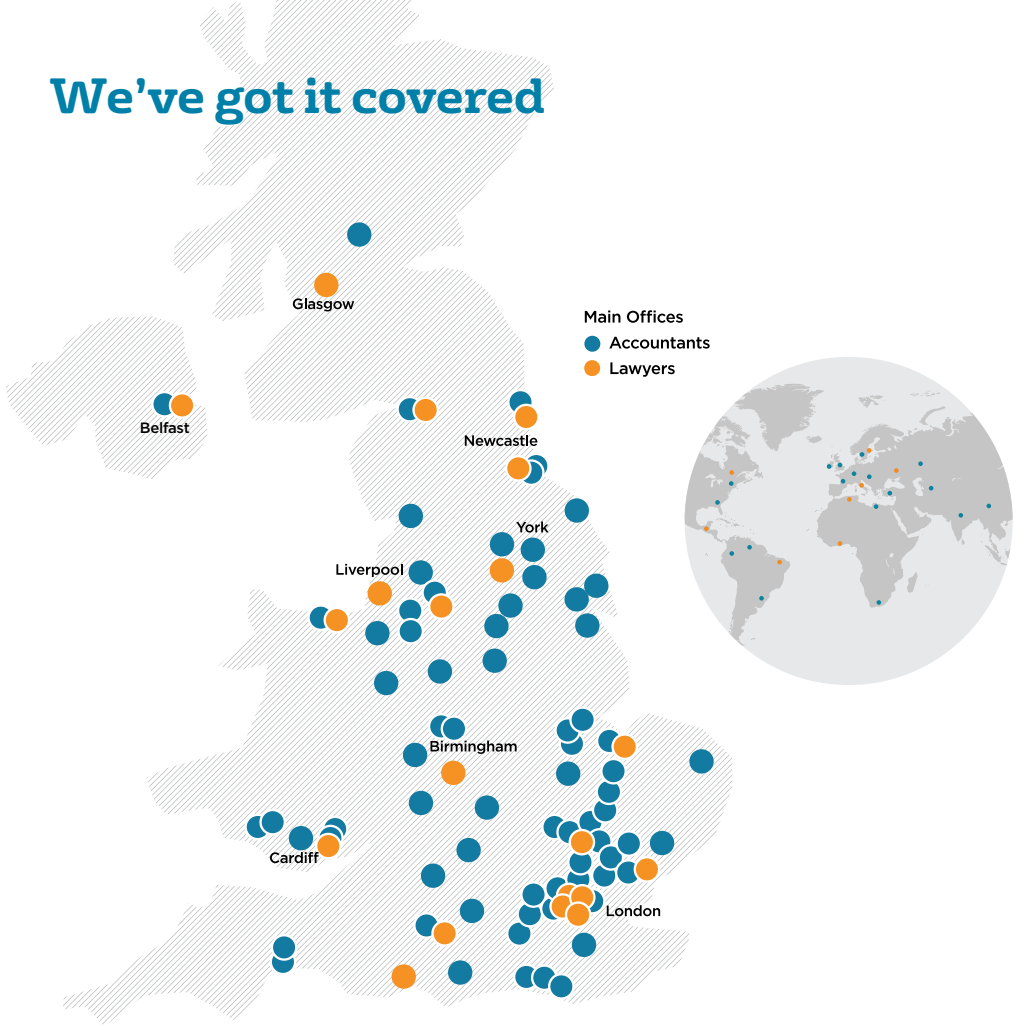 We've got it covered
Glasgow
Main Offices
Accountants
Lawyers
Belfast
Newcastle
York
Liverpool
Birmingham
Cardiff
London